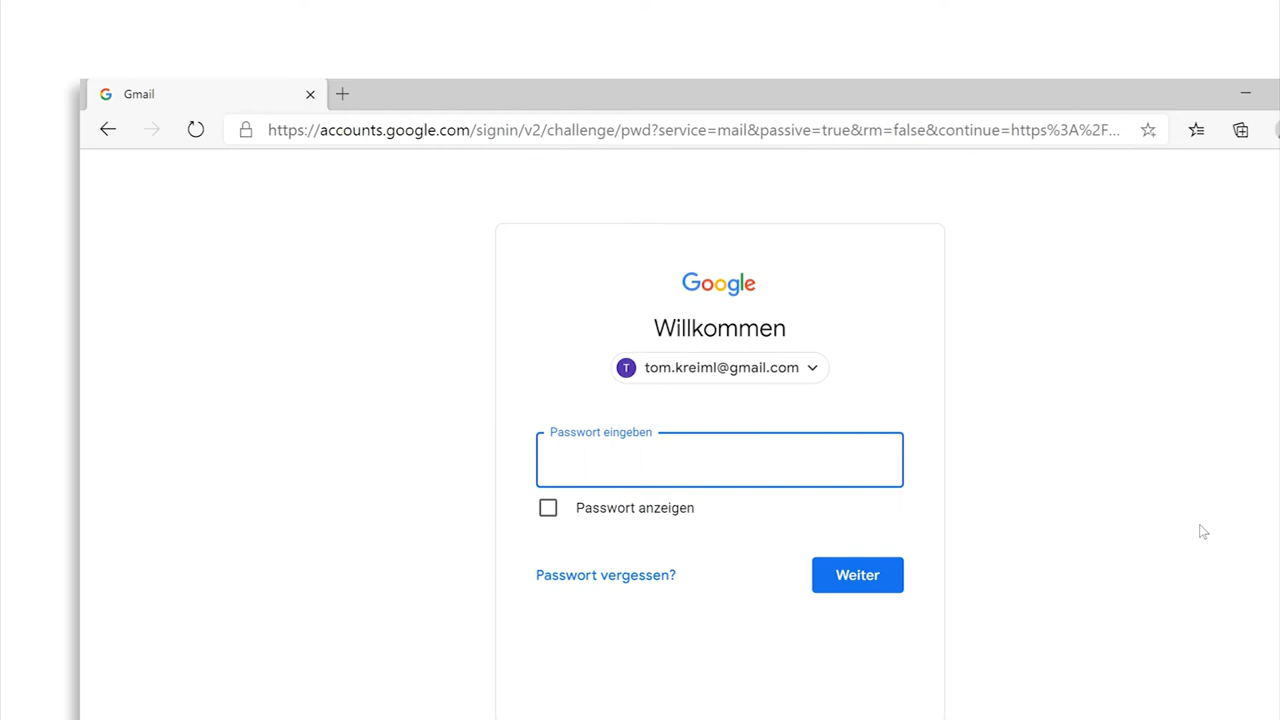 Gmail
https://accounts.google.com/signin/v2/challenge/pwd?service=mail&passive=true&rm=false&continue=https%3A%2F...
Google
Willkommen
T tom.kreiml@gmail.com
Passwort eingeben
Passwort anzeigen
Passwort vergessen? Weiter